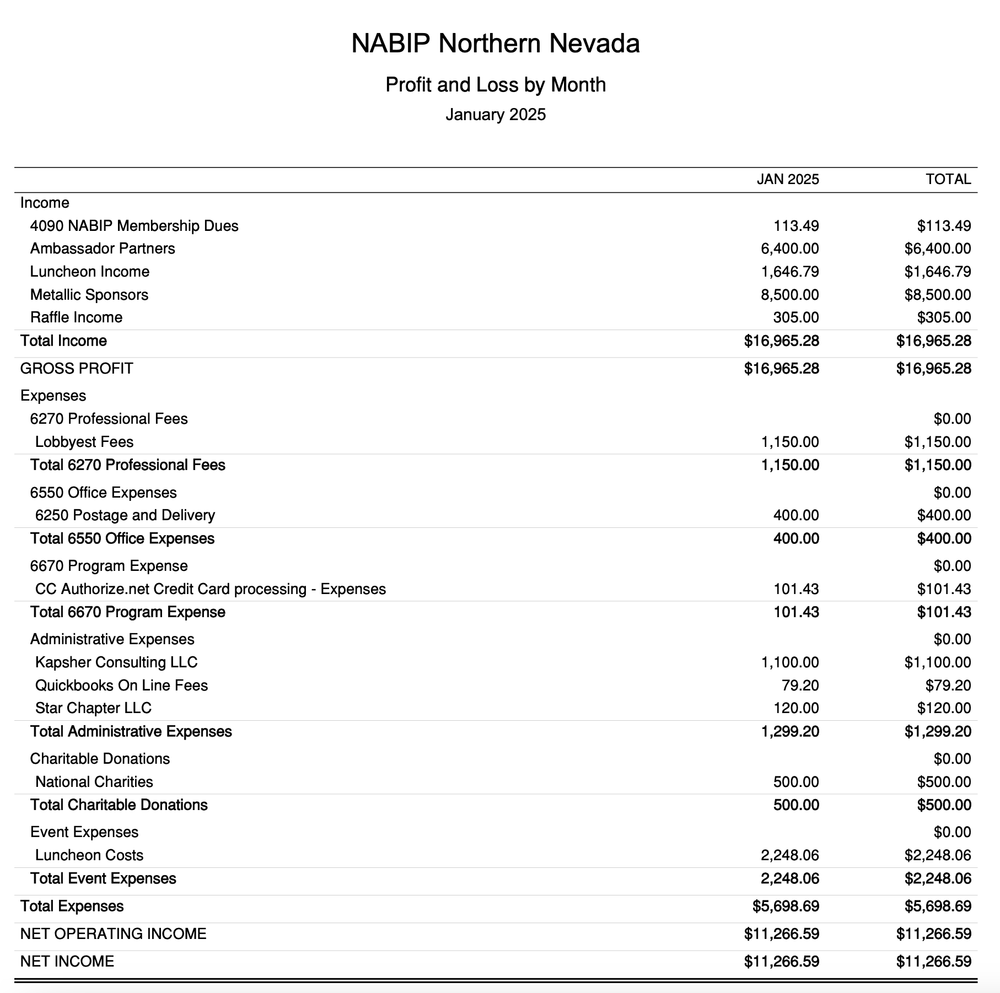 NABIP Northern Nevada
Profit and Loss by Month
January 2025
JAN 2025 TOTAL
Income
4090 NABIP Membership Dues 113.49 $113.49
Ambassador Partners 6,400.00 $6,400.00
Luncheon Income 1,646.79 $1,646.79
Metallic Sponsors 8,500.00 $8,500.00
Raffle Income 305.00 $305.00
Total Income $16,965.28 $16,965.28
GROSS PROFIT $16,965.28 $16,965.28
Expenses
6270 Professional Fees $0.00
Lobbyest Fees 1,150.00 $1,150.00
Total 6270 Professional Fees 1,150.00 $1,150.00
6550 Office Expenses $0.00
6250 Postage and Delivery 400.00 $400.00
Total 6550 Office Expenses 400.00 $400.00
6670 Program Expense $0.00
CC Authorize.net Credit Card processing - Expenses 101.43 $101.43
Total 6670 Program Expense 101.43 $101.43
Administrative Expenses $0.00
Kapsher Consulting LLC 1,100.00 $1,100.00
Quickbooks On Line Fees 79.20 $79.20
Star Chapter LLC 120.00 $120.00
Total Administrative Expenses 1,299.20 $1,299.20
Charitable Donations $0.00
National Charities 500.00 $500.00
Total Charitable Donations 500.00 $500.00
Event Expenses $0.00
Luncheon Costs 2,248.06 $2,248.06
Total Event Expenses 2,248.06 $2,248.06
Total Expenses $5,698.69 $5,698.69
NET OPERATING INCOME $11,266.59 $11,266.59
NET INCOME $11,266.59 $11,266.59